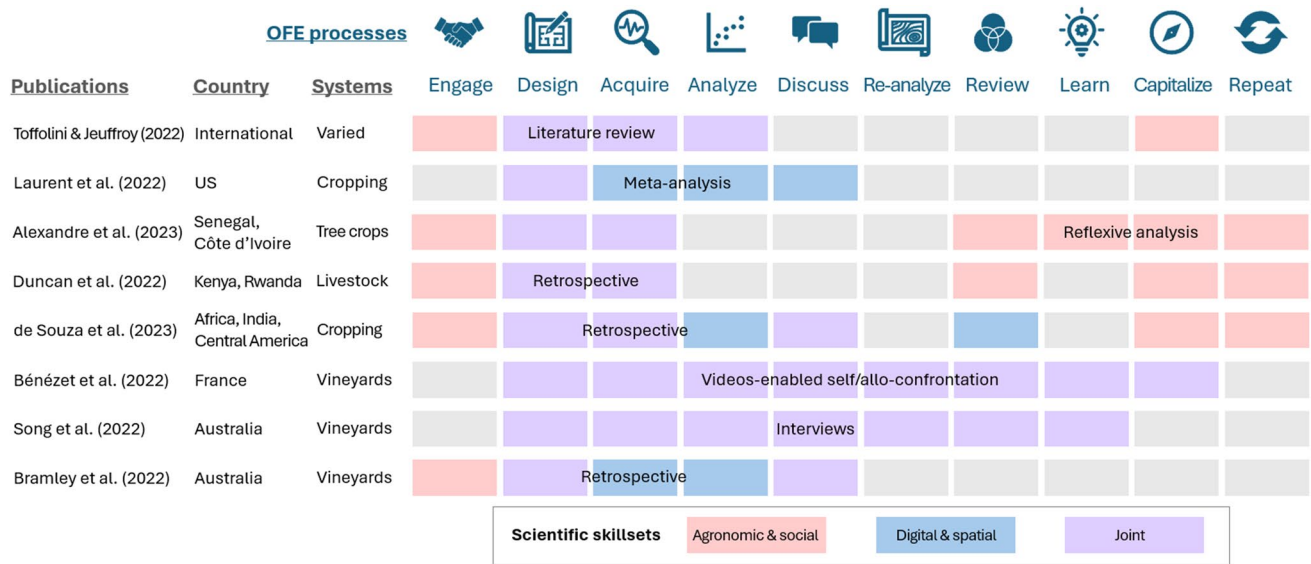 OFE processes
Publications Country Systems Engage Design Acquire Analyze Discuss Re-analyze Review Learn Capitalize Repeat
Toffolini & Jeuffroy (2022) International Varied Literature review
Laurent et al. (2022) US Cropping Meta-analysis
Alexandre et al. (2023) Senegal, Côte d'Ivoire Tree crops Reflexive analysis
Duncan et al. (2022) Kenya, Rwanda Livestock Retrospective
de Souza et al. (2023) Africa, India, Central America Cropping Retrospective
Bénézet et al. (2022) France Vineyards Videos-enabled self/allo-confrontation
Song et al. (2022) Australia Vineyards Interviews
Bramley et al. (2022) Australia Vineyards Retrospective
Scientific skillsets Agronomic & social Digital & spatial Joint